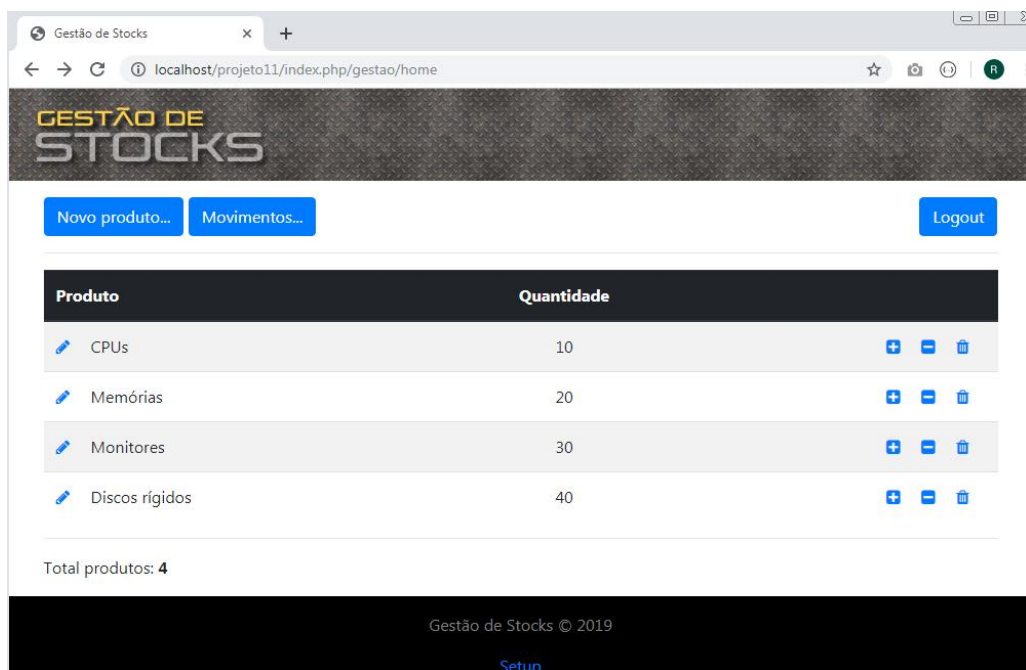 Gestão de Stocks
localhost/projeto11/index.php/gestao/home
R
GESTÃO DE
STOCKS
Novo produto... Movimentos... Logout
Produto Quantidade
CPUs 10
Memórias 20
Monitores 30
Discos rígidos 40
Total produtos: 4
Gestão de Stocks © 2019
Setup